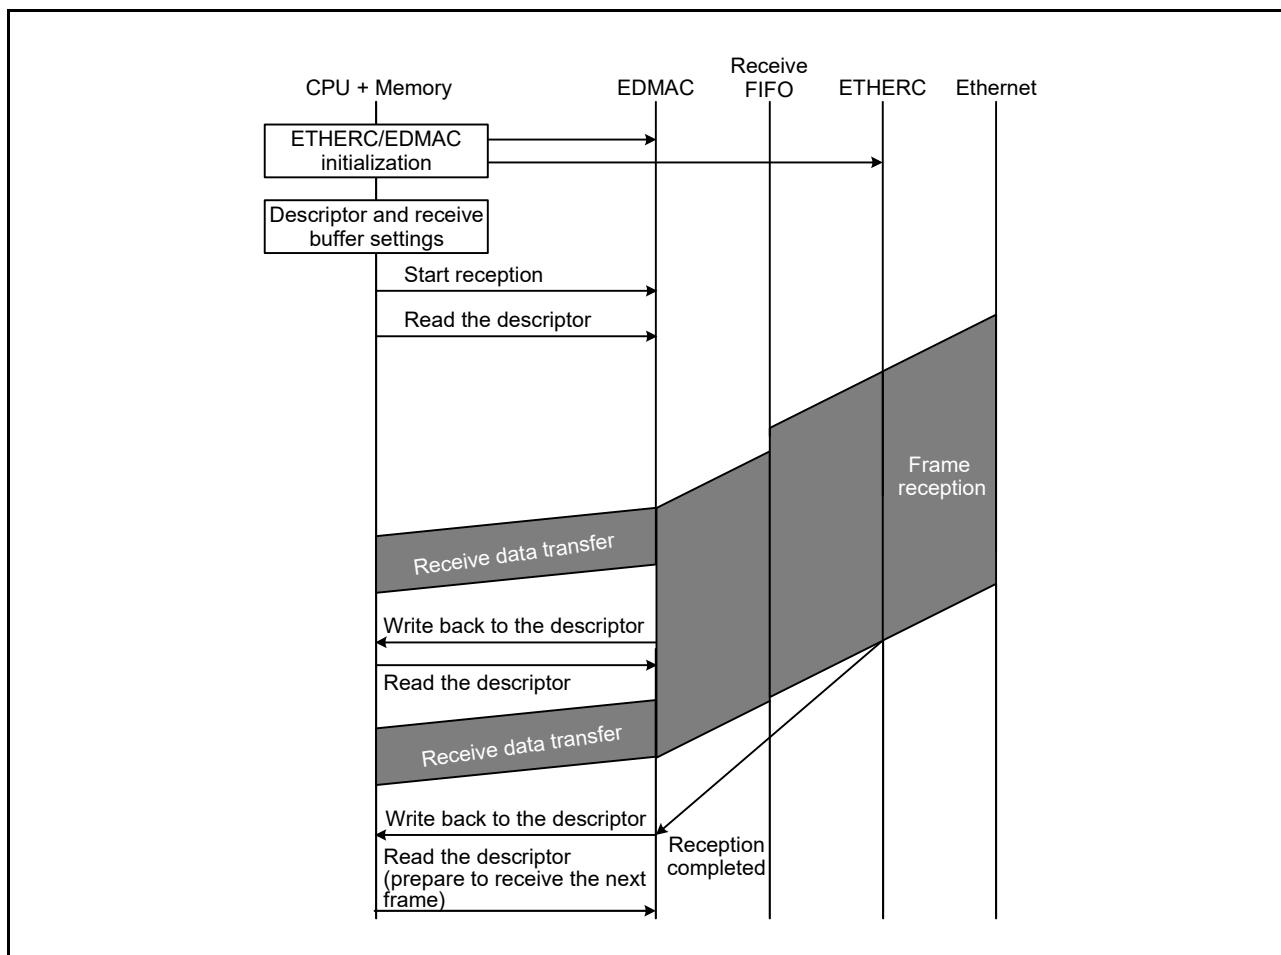 CPU + Memory
EDMAC
Receive
FIFO
ETHERC
Ethernet
ETHERC/EDMAC
initialization
Descriptor and receive
buffer settings
Start reception
Read the descriptor
Frame
reception
Receive data transfer
Write back to the descriptor
Read the descriptor
Receive data transfer
Write back to the descriptor
Reception
completed
Read the descriptor
(prepare to receive the next
frame)